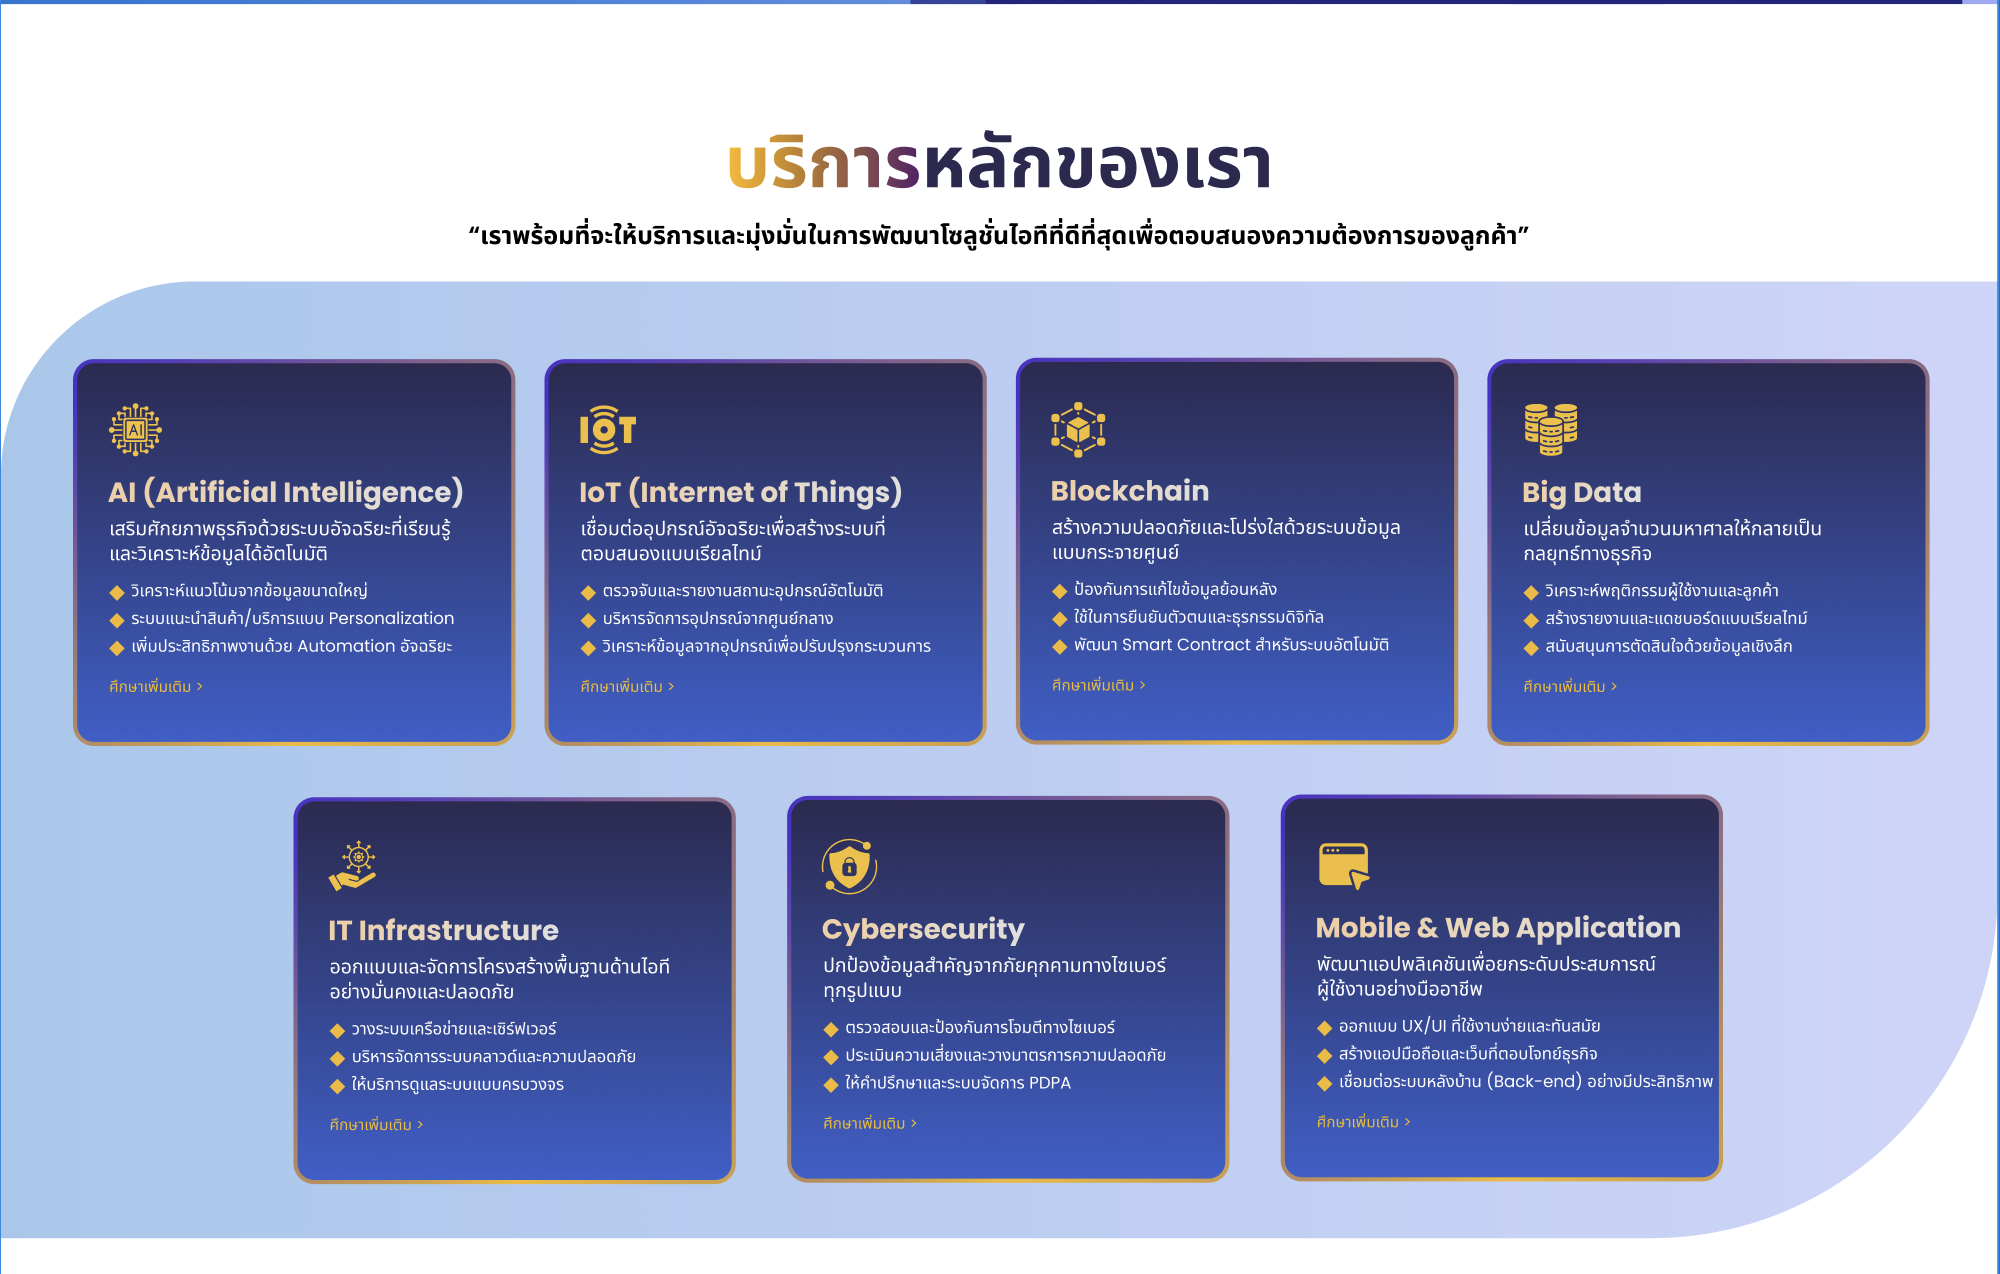 บริการหลักของเรา
“เราพร้อมที่จะให้บริการและมุ่งมั่นในการพัฒนาโซลูชั่นไอทีที่ดีที่สุดเพื่อตอบสนองความต้องการของลูกค้า”
AI
AI (Artificial Intelligence)
เสริมศักยภาพธุรกิจด้วยระบบอัจฉริยะที่เรียนรู้
และวิเคราะห์ข้อมูลได้อัตโนมัติ
วิเคราะห์แนวโน้มจากข้อมูลขนาดใหญ่
ระบบแนะนำสินค้า/บริการแบบ Personalization
เพิ่มประสิทธิภาพงานด้วย Automation อัจฉริยะ
ศึกษาเพิ่มเติม >
IOT
IoT (Internet of Things)
เชื่อมต่ออุปกรณ์อัจฉริยะเพื่อสร้างระบบที่
ตอบสนองแบบเรียลไทม์
ตรวจจับและรายงานสถานะอุปกรณ์อัตโนมัติ
บริหารจัดการอุปกรณ์จากศูนย์กลาง
วิเคราะห์ข้อมูลจากอุปกรณ์เพื่อปรับปรุงกระบวนการ
ศึกษาเพิ่มเติม >
Blockchain
สร้างความปลอดภัยและโปร่งใสด้วยระบบข้อมูล
แบบกระจายศูนย์
ป้องกันการแก้ไขข้อมูลย้อนหลัง
ใช้ในการยืนยันตัวตนและธุรกรรมดิจิทัล
พัฒนา Smart Contract สำหรับระบบอัตโนมัติ
ศึกษาเพิ่มเติม >
Big Data
เปลี่ยนข้อมูลจำนวนมหาศาลให้กลายเป็น
กลยุทธ์ทางธุรกิจ
วิเคราะห์พฤติกรรมผู้ใช้งานและลูกค้า
สร้างรายงานและแดชบอร์ดแบบเรียลไทม์
สนับสนุนการตัดสินใจด้วยข้อมูลเชิงลึก
ศึกษาเพิ่มเติม >
IT Infrastructure
ออกแบบและจัดการโครงสร้างพื้นฐานด้านไอที
อย่างมั่นคงและปลอดภัย
วางระบบเครือข่ายและเซิร์ฟเวอร์
บริหารจัดการระบบคลาวด์และความปลอดภัย
ให้บริการดูแลระบบแบบครบวงจร
ศึกษาเพิ่มเติม >
Cybersecurity
ปกป้องข้อมูลสำคัญจากภัยคุกคามทางไซเบอร์
ทุกรูปแบบ
ตรวจสอบและป้องกันการโจมตีทางไซเบอร์
ประเมินความเสี่ยงและวางมาตรการความปลอดภัย
ให้คำปรึกษาและระบบจัดการ PDPA
ศึกษาเพิ่มเติม >
Mobile & Web Application
พัฒนาแอปพลิเคชันเพื่อยกระดับประสบการณ์
ผู้ใช้งานอย่างมืออาชีพ
ออกแบบ UX/UI ที่ใช้งานง่ายและทันสมัย
สร้างแอปมือถือและเว็บที่ตอบโจทย์ธุรกิจ
เชื่อมต่อระบบหลังบ้าน (Back-end) อย่างมีประสิทธิภาพ
ศึกษาเพิ่มเติม >